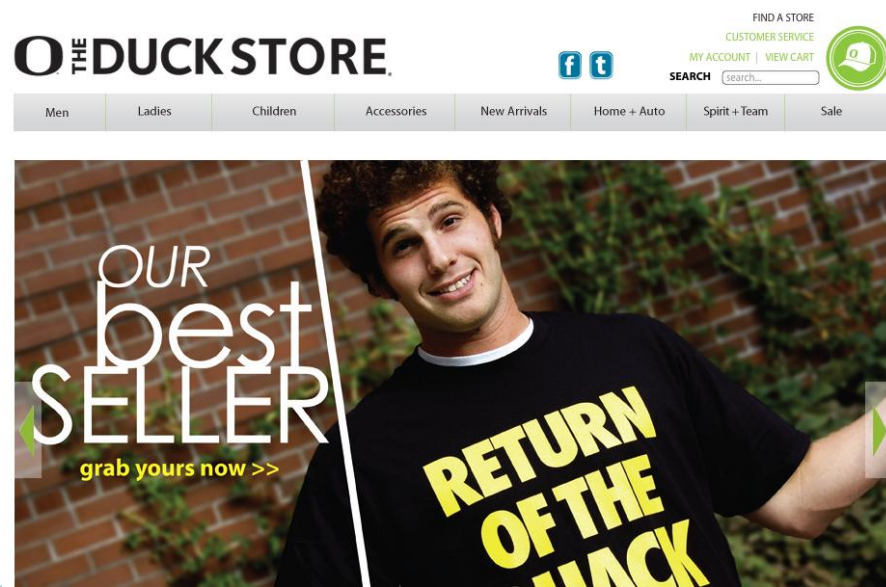 O THE DUCK STORE.
FIND A STORE
CUSTOMER SERVICE
MY ACCOUNT | VIEW CART
SEARCH search...
f t
O
Men Ladies Children Accessories New Arrivals Home + Auto Spirit + Team Sale
OUR
best
SELLER
grab yours now >>
RETURN
OF THE